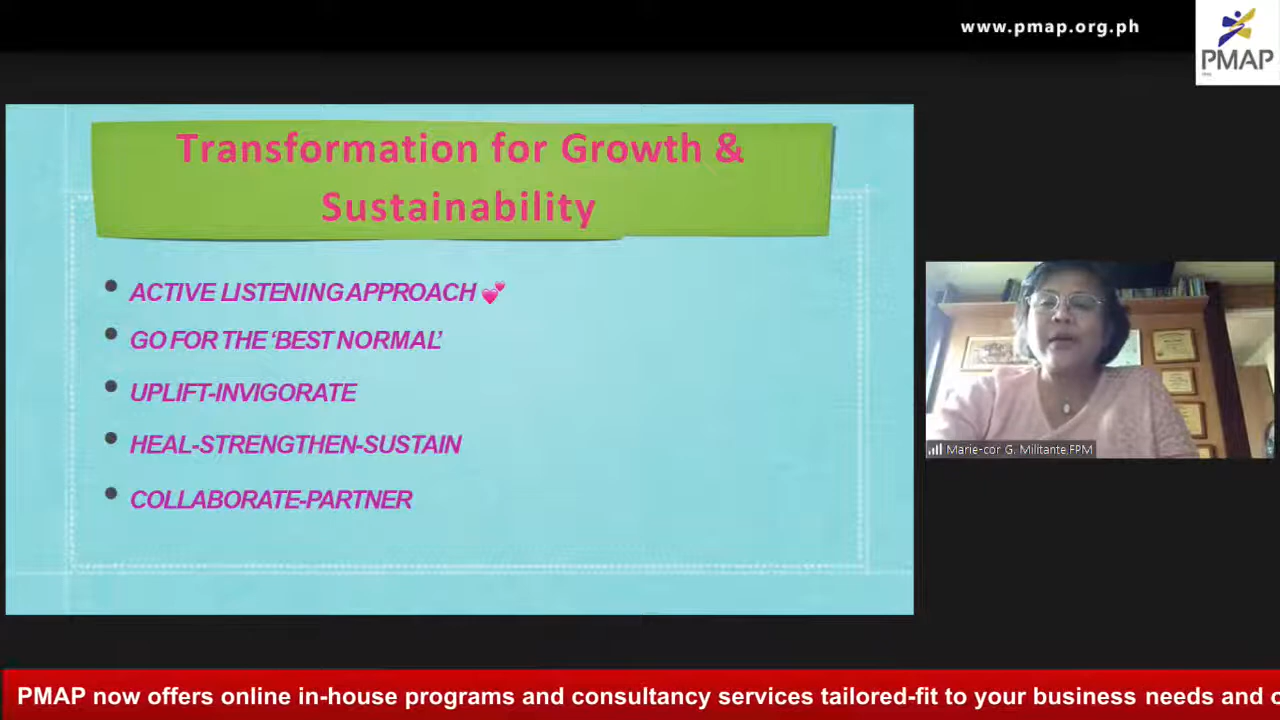 www.pmap.org.ph
PMAP
Transformation for Growth &
Sustainability
• ACTIVE LISTENING APPROACH 💕
• GO FOR THE ‘BEST NORMAL’
• UPLIFT-INVIGORATE
• HEAL-STRENGTHEN-SUSTAIN
• COLLABORATE-PARTNER
Marie-cor G. Militante,FPM
PMAP now offers online in-house programs and consultancy services tailored-fit to your business needs and